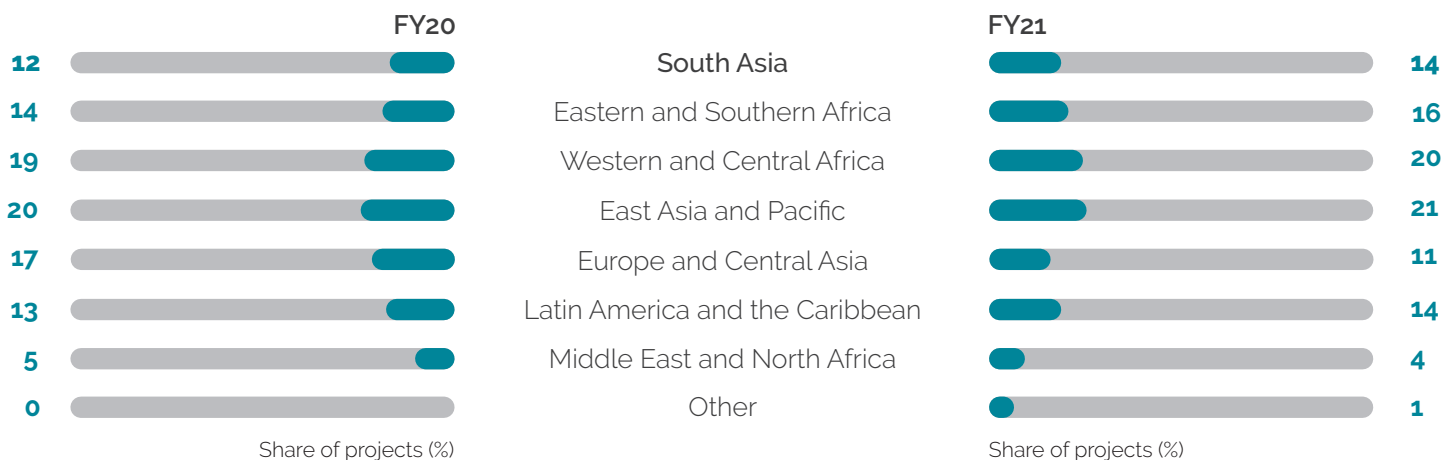 FY20 FY21
12 South Asia 14
14 Eastern and Southern Africa 16
19 Western and Central Africa 20
20 East Asia and Pacific 21
17 Europe and Central Asia 11
13 Latin America and the Caribbean 14
5 Middle East and North Africa 4
0 Other 1
Share of projects (%) Share of projects (%)